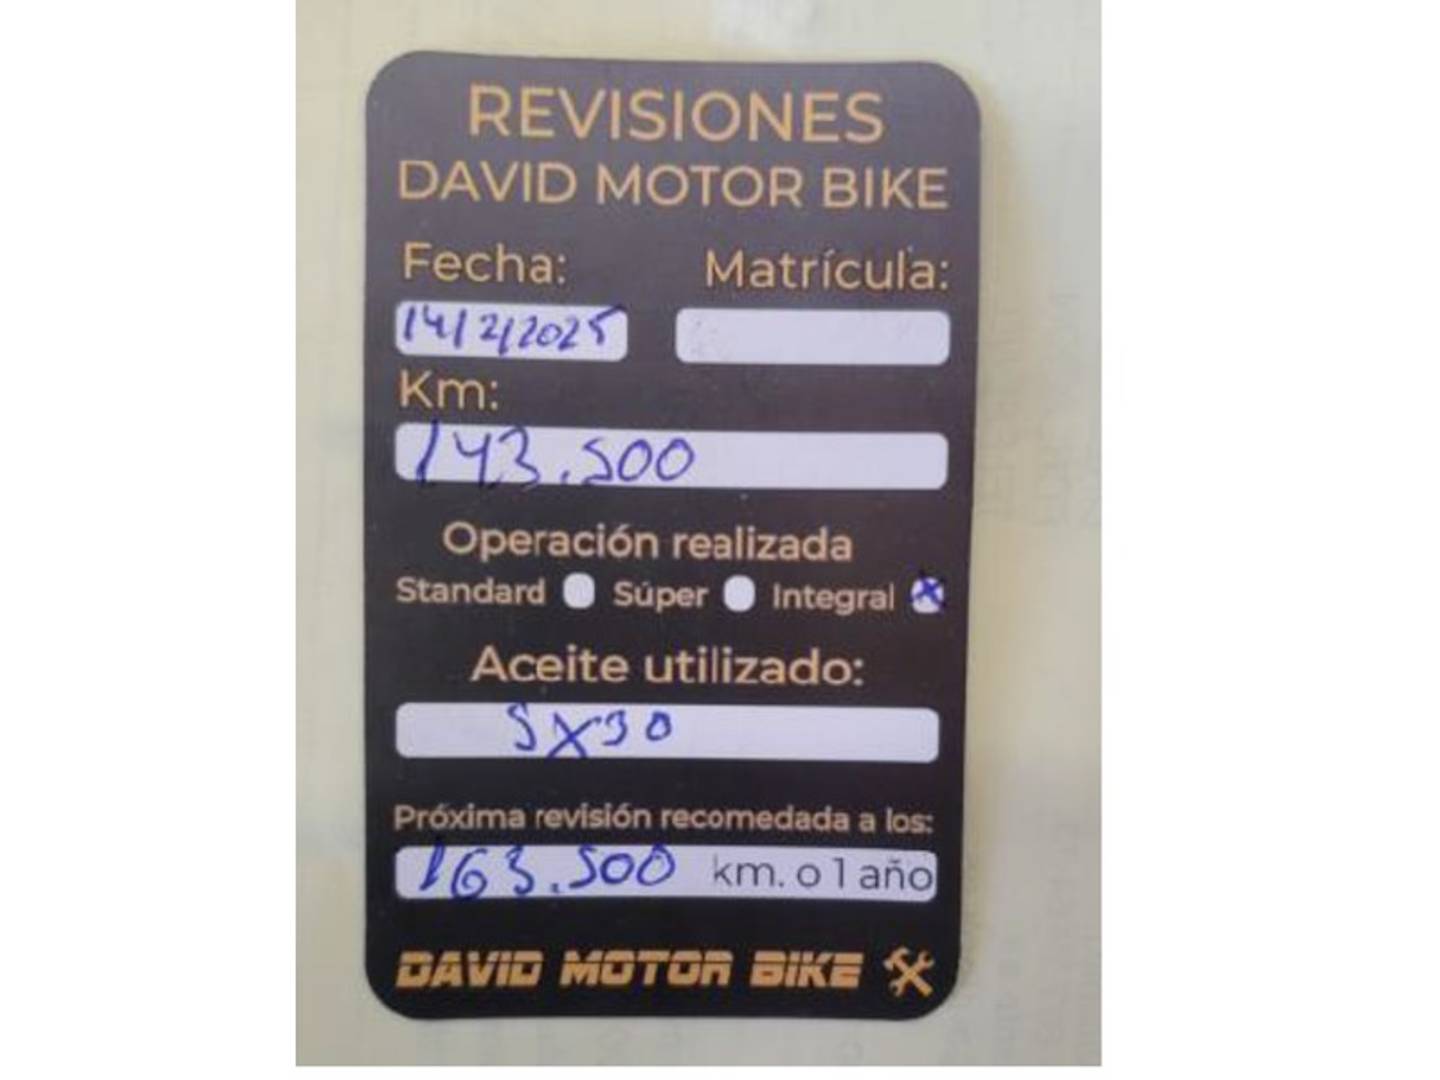 REVISIONES
DAVID MOTOR BIKE
Fecha: Matrícula:
14/2/2025
Km:
143.500
Operación realizada
Standard Súper Integral X
Aceite utilizado:
5X30
Próxima revisión recomedada a los:
163.500 km. o 1 año
DAVID MOTOR BIKE